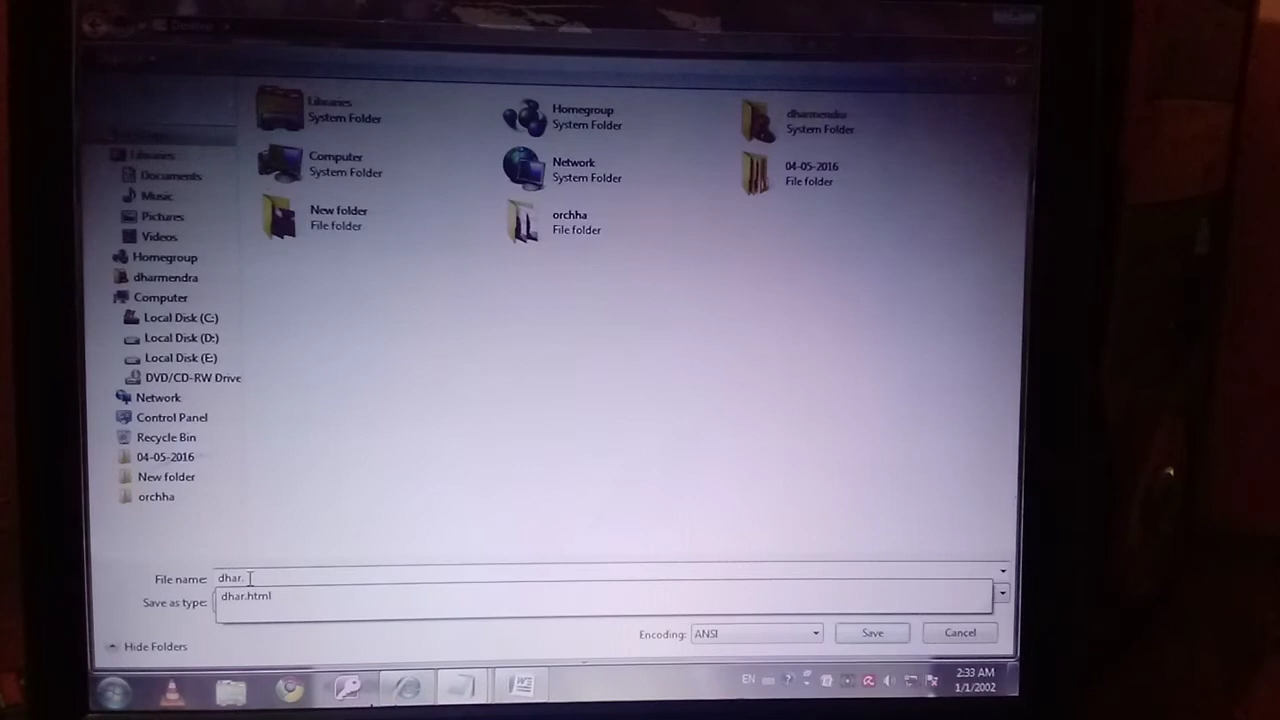 Desktop
Libraries
System Folder
Homegroup
System Folder
dharmendra
System Folder
Computer
System Folder
Network
System Folder
04-05-2016
File folder
New folder
File folder
orchha
File folder
Libraries
Documents
Music
Pictures
Videos
Homegroup
dharmendra
Computer
Local Disk (C:)
Local Disk (D:)
Local Disk (E:)
DVD/CD-RW Drive
Network
Control Panel
Recycle Bin
04-05-2016
New folder
orchha
File name: dhar.
dhar.html
Save as type:
Hide Folders
Encoding: ANSI
Save
Cancel
EN
2:33 AM
1/1/2002